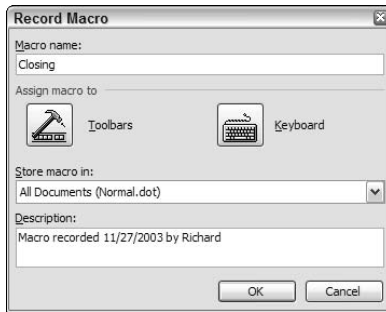 Record Macro
Macro name:
Closing
Assign macro to
Toolbars
Keyboard
Store macro in:
All Documents (Normal.dot)
Description:
Macro recorded 11/27/2003 by Richard
OK
Cancel